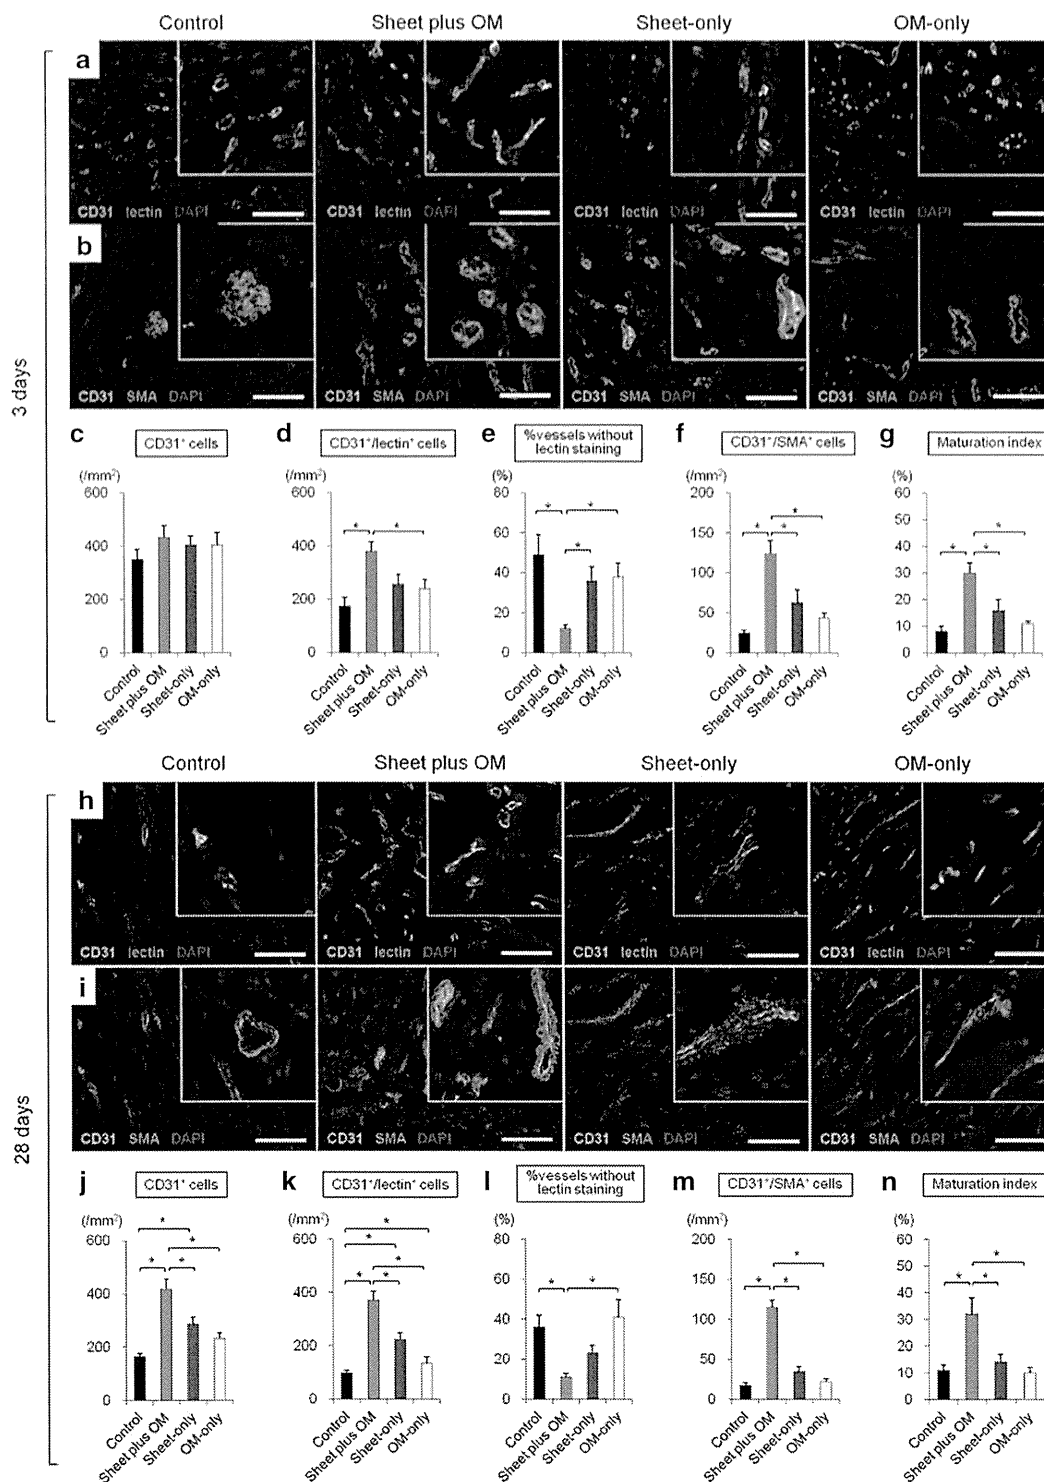 Control Sheet plus OM Sheet-only OM-only
3 days
a
CD31 lectin DAPI CD31 lectin DAPI CD31 lectin DAPI CD31 lectin DAPI
b
CD31 SMA DAPI CD31 SMA DAPI CD31 SMA DAPI CD31 SMA DAPI
c CD31⁺ cells
(/mm²)
600
400
200
0
Control Sheet plus OM Sheet-only OM-only
d CD31⁺/lectin⁺ cells
(/mm²)
600
400
200
0
* *
Control Sheet plus OM Sheet-only OM-only
e %vessels without
lectin staining
(%)
80
60
40
20
0
* * *
Control Sheet plus OM Sheet-only OM-only
f CD31⁺/SMA⁺ cells
(/mm²)
200
150
100
50
0
* * *
Control Sheet plus OM Sheet-only OM-only
g Maturation index
(%)
60
50
40
30
20
10
0
* * *
Control Sheet plus OM Sheet-only OM-only
Control Sheet plus OM Sheet-only OM-only
28 days
h
CD31 lectin DAPI CD31 lectin DAPI CD31 lectin DAPI CD31 lectin DAPI
i
CD31 SMA DAPI CD31 SMA DAPI CD31 SMA DAPI CD31 SMA DAPI
j CD31⁺ cells
(/mm²)
600
400
200
0
* * * *
Control Sheet plus OM Sheet-only OM-only
k CD31⁺/lectin⁺ cells
(/mm²)
600
400
200
0
* * * * *
Control Sheet plus OM Sheet-only OM-only
l %vessels without
lectin staining
(%)
80
60
40
20
0
* *
Control Sheet plus OM Sheet-only OM-only
m CD31⁺/SMA⁺ cells
(/mm²)
200
150
100
50
0
* * *
Control Sheet plus OM Sheet-only OM-only
n Maturation index
(%)
60
50
40
30
20
10
0
* * *
Control Sheet plus OM Sheet-only OM-only